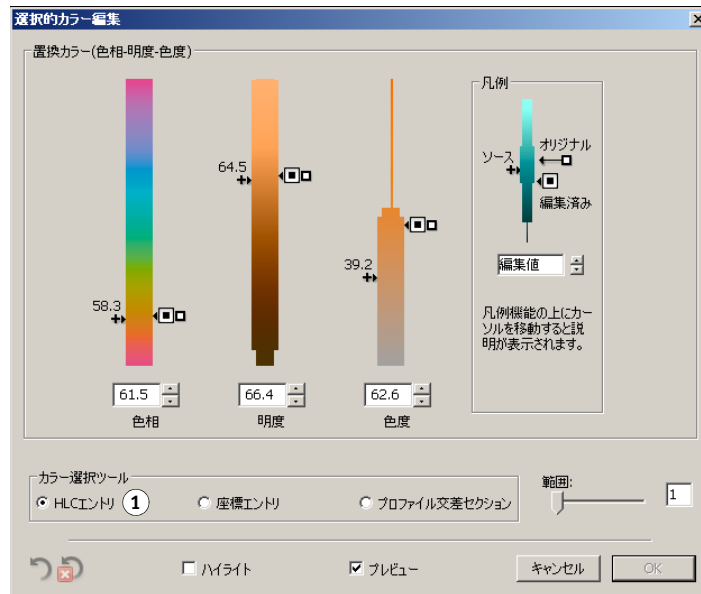 選択的カラー編集
置換カラー(色相-明度-色度)
58.3
61.5
色相
64.5
66.4
明度
39.2
62.6
色度
凡例
ソース
オリジナル
編集済み
編集値
凡例機能の上にカー
ソルを移動すると説
明が表示されます。
カラー選択ツール
HLCエントリ
1
座標エントリ
プロファイル交差セクション
範囲:
1
ハイライト
プレビュー
キャンセル
OK